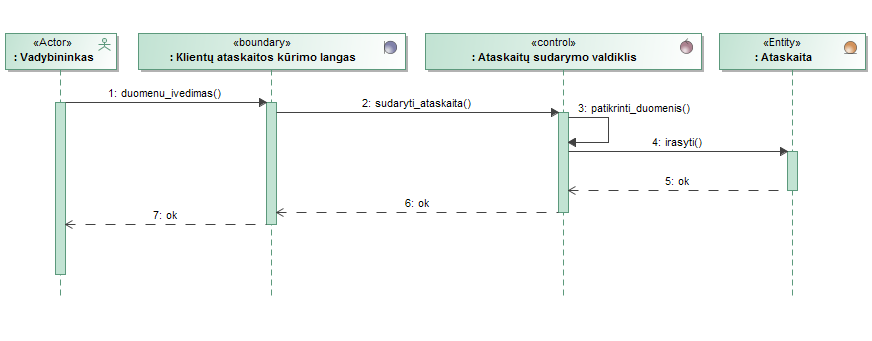 «Actor»
: Vadybininkas
«boundary»
: Klientų ataskaitos kūrimo langas
«control»
: Ataskaitų sudarymo valdiklis
«Entity»
: Ataskaita
1: duomenu_ivedimas()
2: sudaryti_ataskaita()
3: patikrinti_duomenis()
4: irasyti()
5: ok
6: ok
7: ok